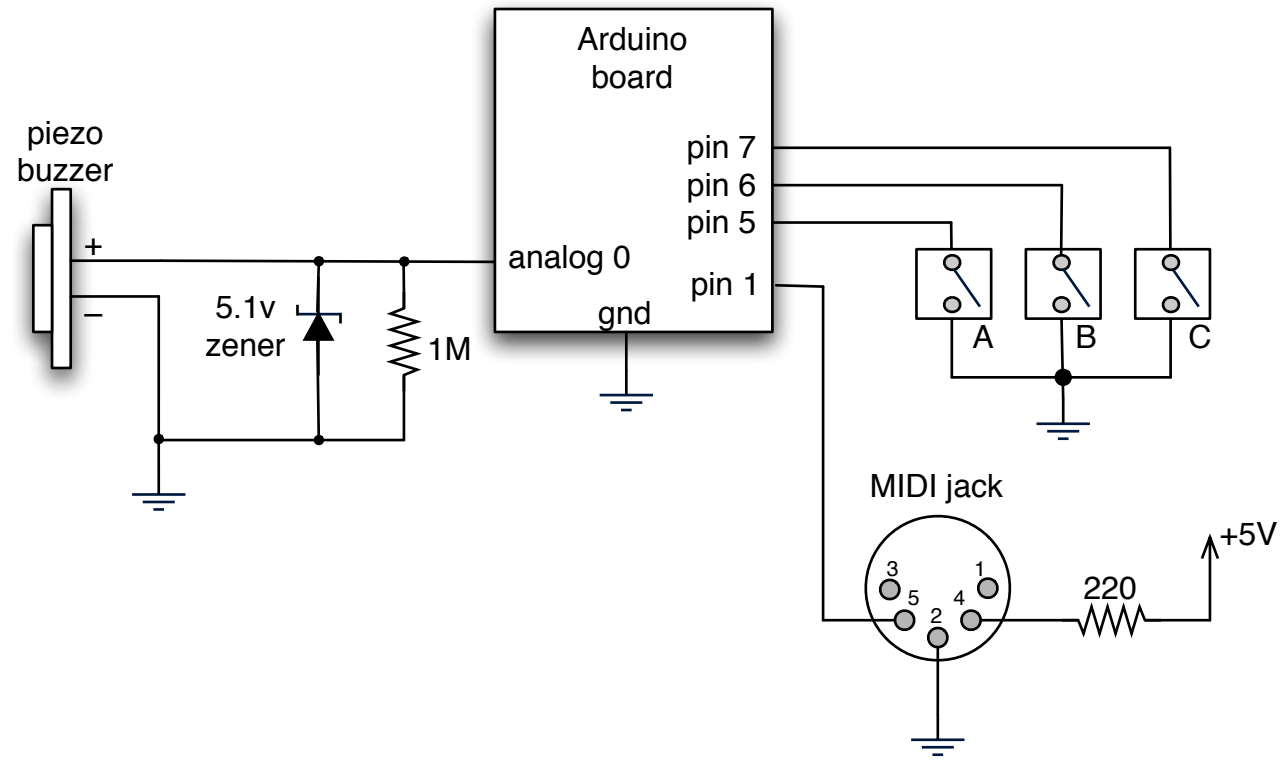 Arduino
board
piezo
buzzer
+
–
5.1v
zener
1M
analog 0
gnd
pin 7
pin 6
pin 5
pin 1
A
B
C
MIDI jack
3
1
5
4
2
220
+5V